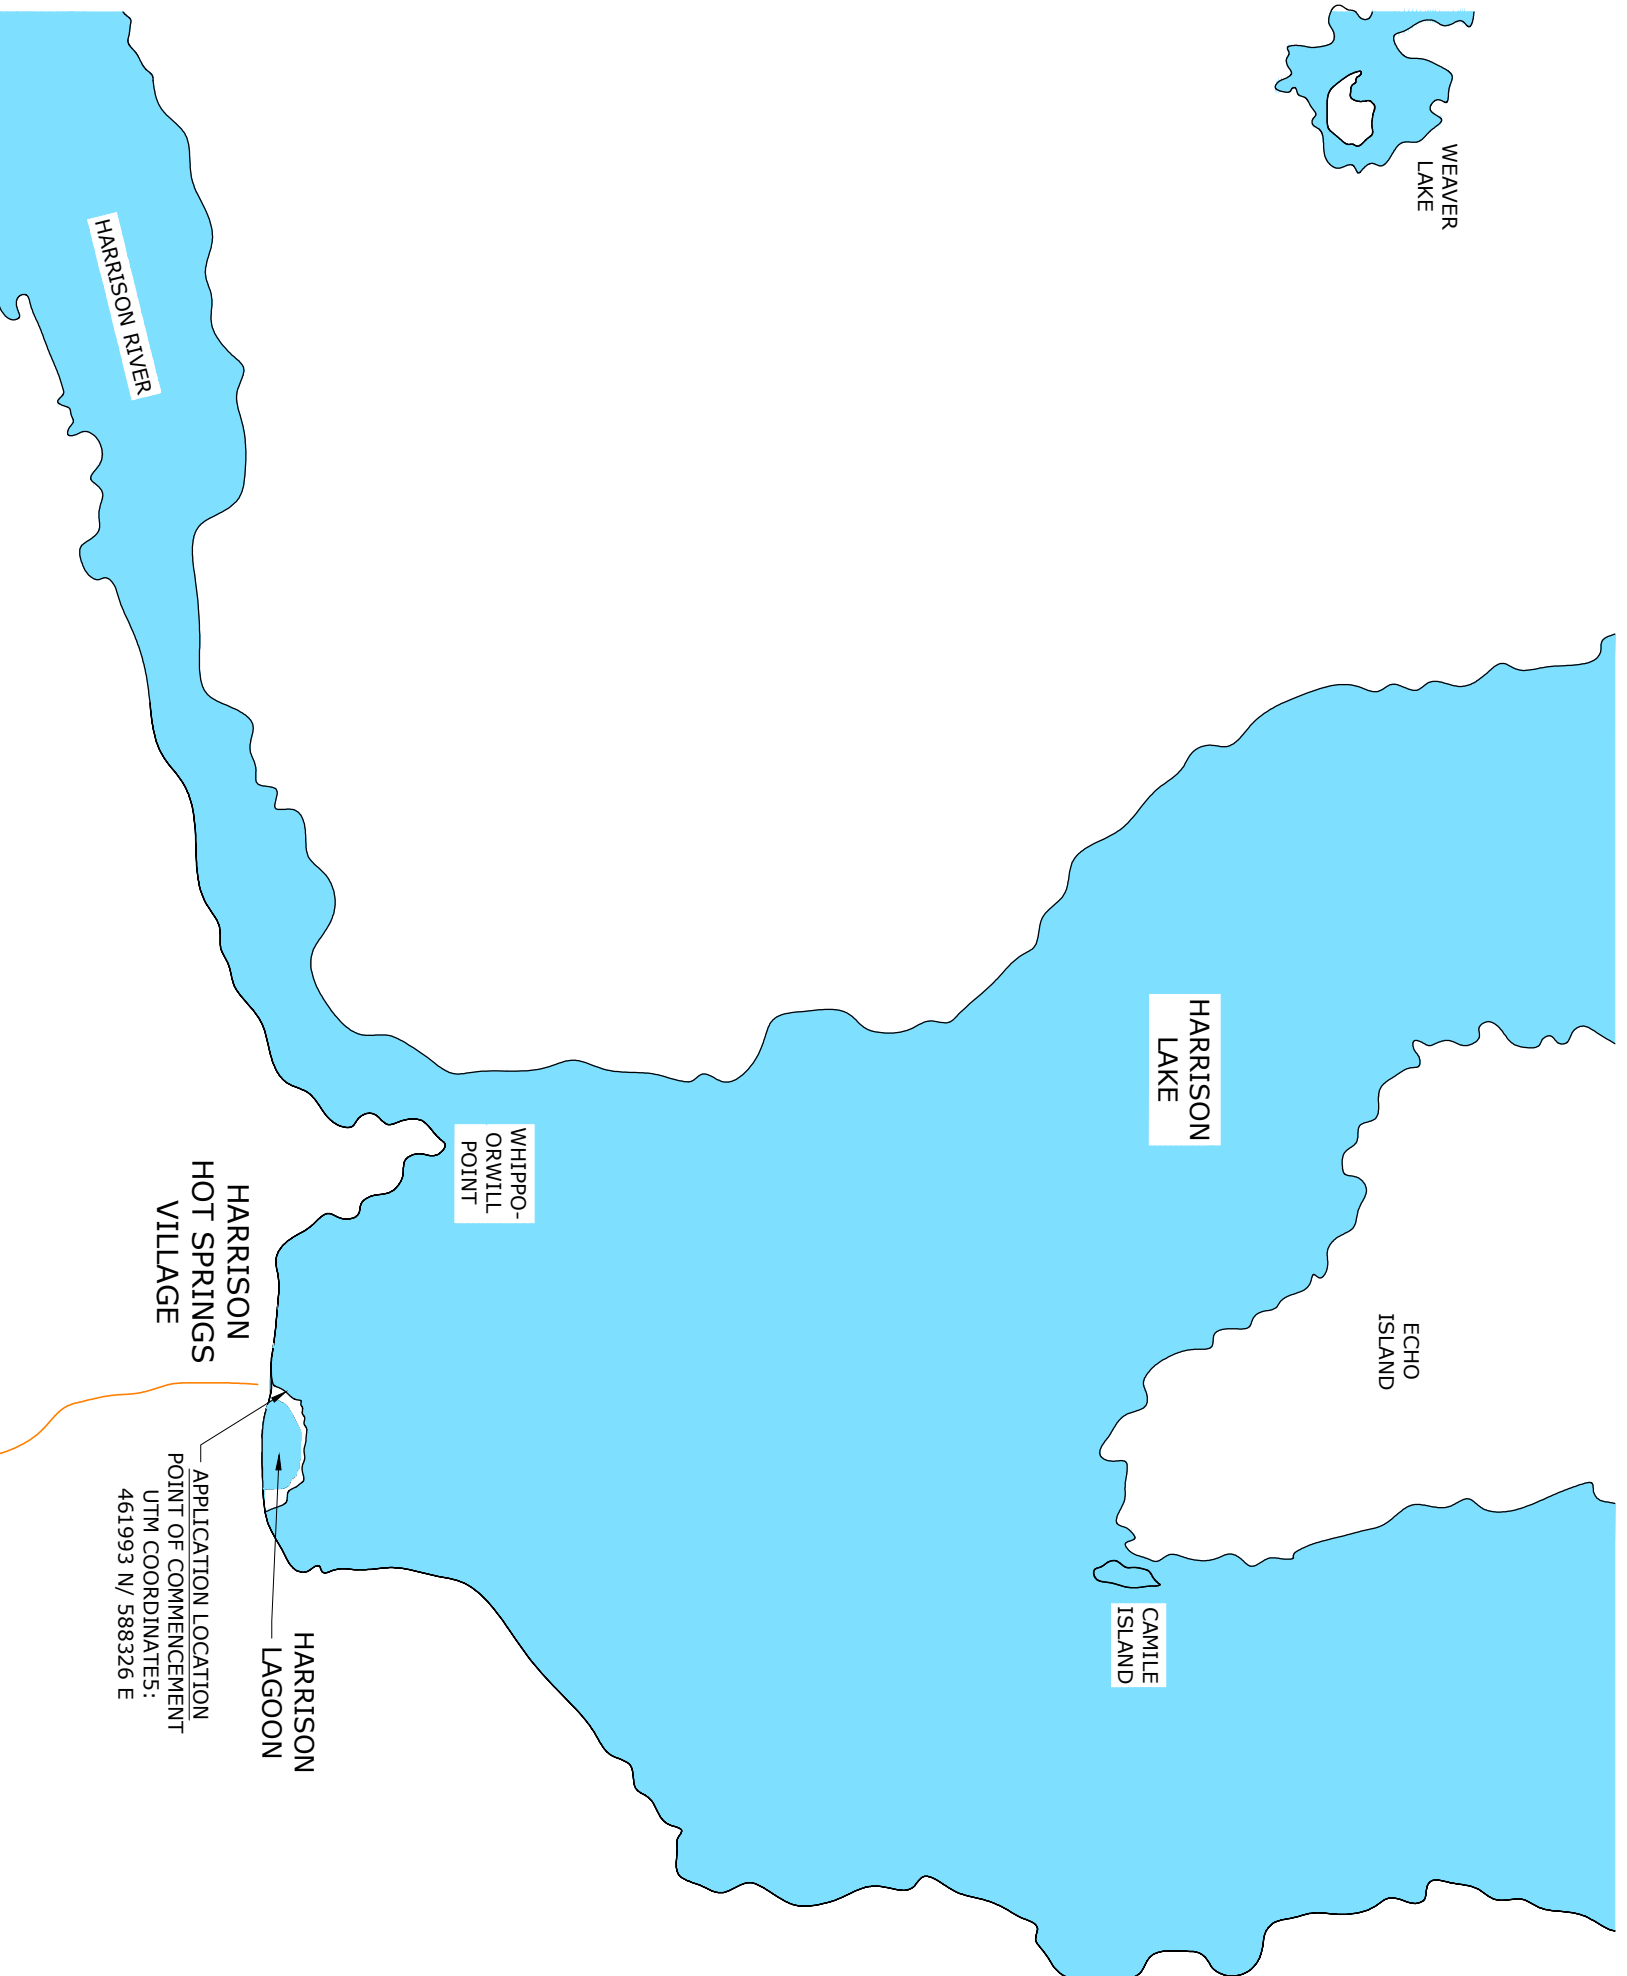 WEAVER
LAKE
HARRISON RIVER
HARRISON
LAKE
ECHO
ISLAND
WHIPPO-
ORWILL
POINT
CAMILE
ISLAND
HARRISON
HOT SPRINGS
VILLAGE
HARRISON
LAGOON
APPLICATION LOCATION
POINT OF COMMENCEMENT
UTM COORDINATES:
461993 N/ 588326 E